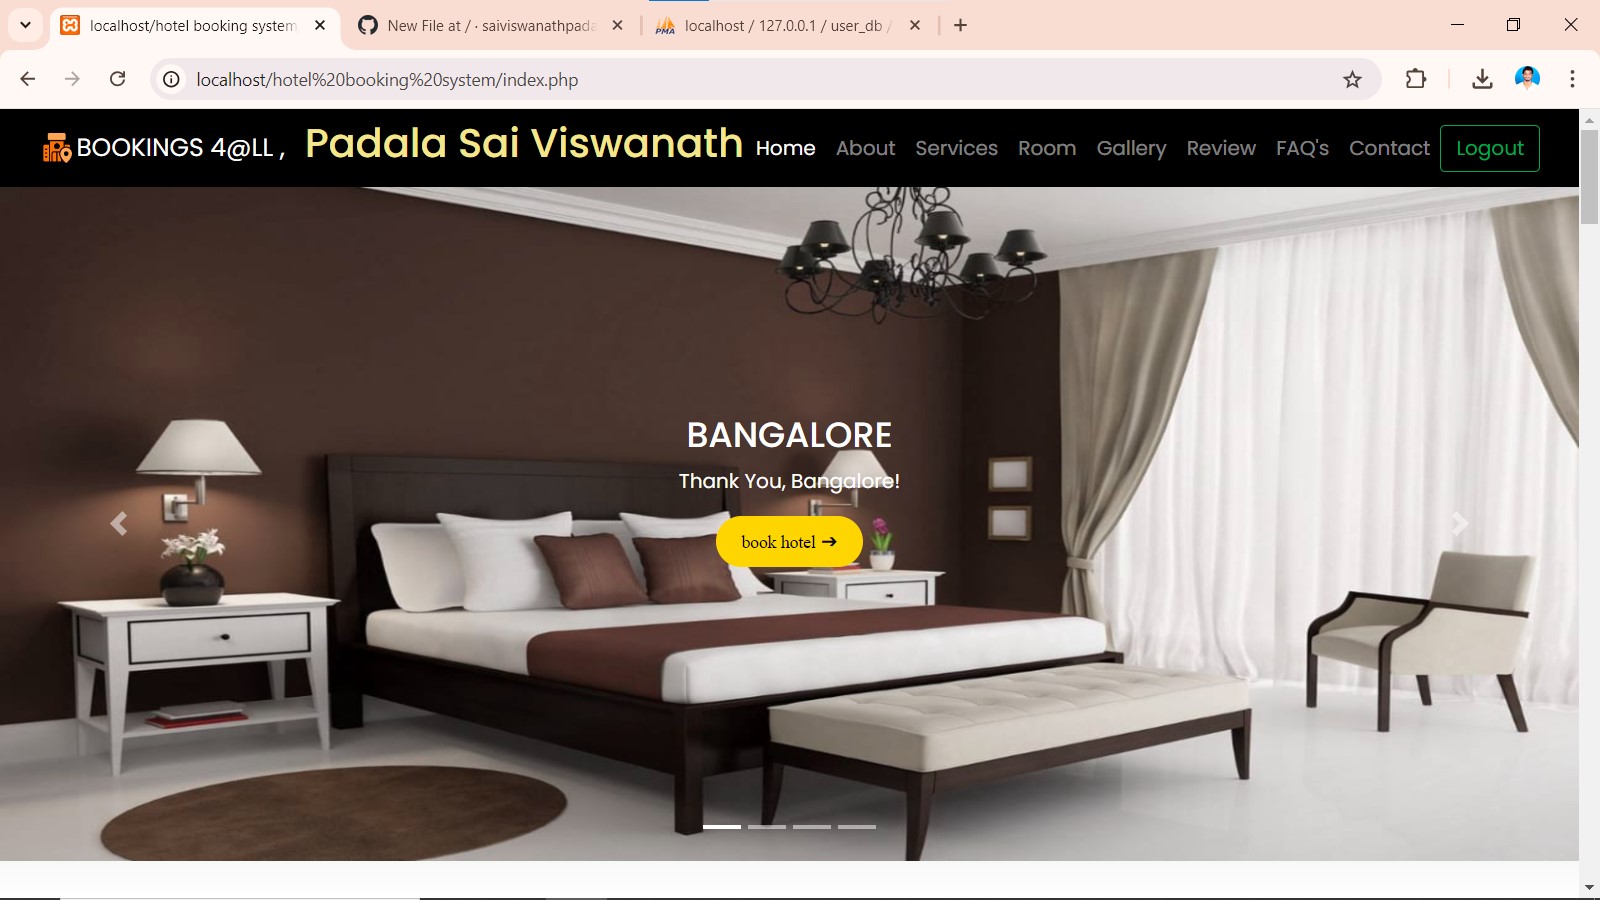 localhost/hotel booking system
New File at / · saiviswanathpada
PMA
localhost / 127.0.0.1 / user_db /
localhost/hotel%20booking%20system/index.php
BOOKINGS 4@LL , Padala Sai Viswanath Home About Services Room Gallery Review FAQ's Contact Logout
BANGALORE
Thank You, Bangalore!
book hotel ➔